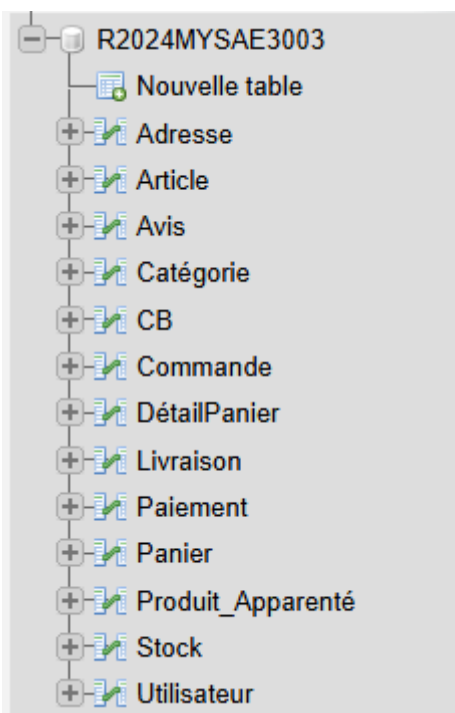 R2024MYSAE3003
Nouvelle table
Adresse
Article
Avis
Catégorie
CB
Commande
DétailPanier
Livraison
Paiement
Panier
Produit_Apparenté
Stock
Utilisateur